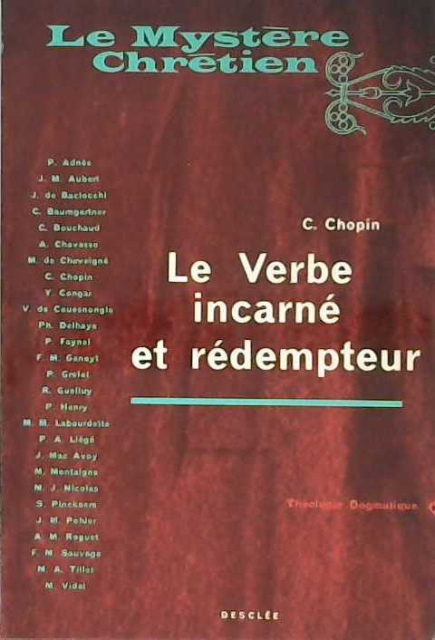 Le Mystère
Chrétien
P. Adnès
J. M. Aubert
J. de Baciocchi
C. Baumgartner
C. Bouchaud
A. Chavasse
M. de Chaveigné
C. Chopin
Y. Congar
V. de Couesnongle
Ph. Delhaye
P. Faynel
F. M. Genuyt
P. Grelot
R. Guelluy
P. Henry
M. M. Labourdette
P. A. Liégé
J. Mac Avoy
M. Montaigne
M. J. Nicolas
S. Pinckaers
J. M. Pohier
A. M. Roguet
F. M. Sauvage
M. A. Tillet
M. Vidal
C. Chopin
Le Verbe
incarné
et rédempteur
Théologie Dogmatique
DESCLÉE